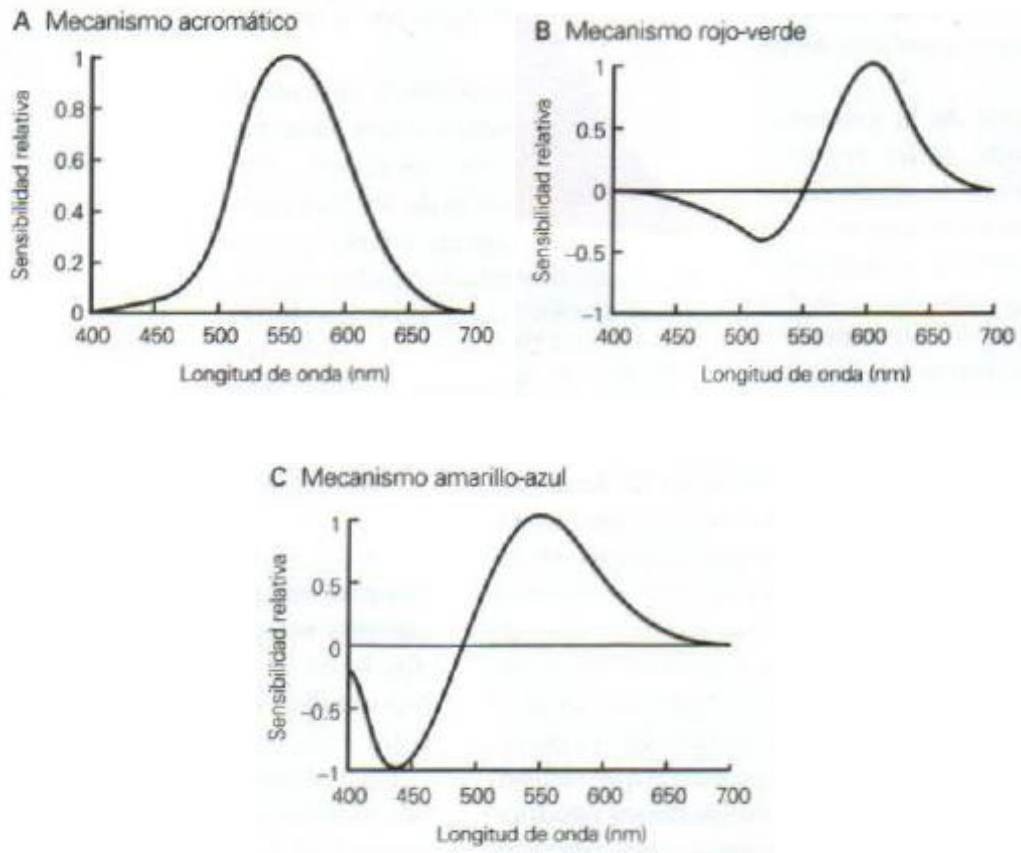 A Mecanismo acromático
Sensibilidad relativa
1
0.8
0.6
0.4
0.2
0
400 450 500 550 600 650 700
Longitud de onda (nm)
B Mecanismo rojo-verde
Sensibilidad relativa
1
0.5
0
−0.5
−1
400 450 500 550 600 650 700
Longitud de onda (nm)
C Mecanismo amarillo-azul
Sensibilidad relativa
1
0.5
0
−0.5
−1
400 450 500 550 600 650 700
Longitud de onda (nm)